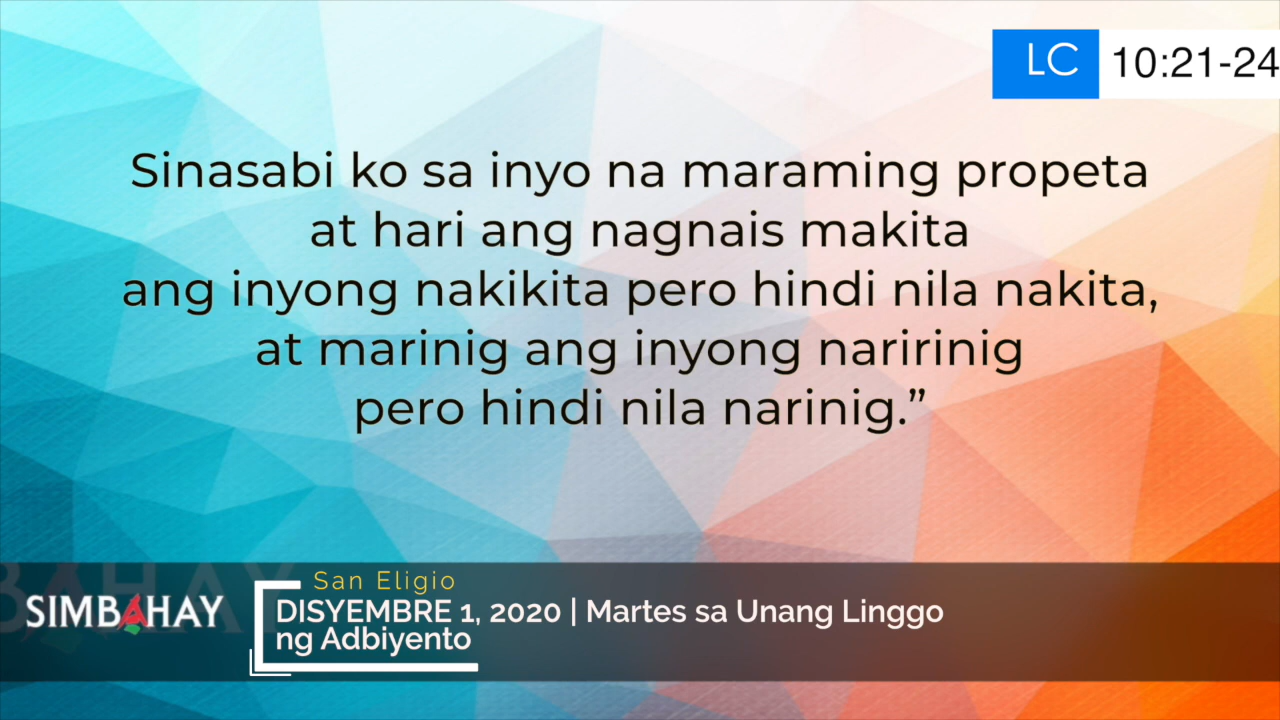 LC 10:21-24
Sinasabi ko sa inyo na maraming propeta
at hari ang nagnais makita
ang inyong nakikita pero hindi nila nakita,
at marinig ang inyong naririnig
pero hindi nila narinig.”
San Eligio
SIMBAHAY
DISYEMBRE 1, 2020 | Martes sa Unang Linggo
ng Adbiyento